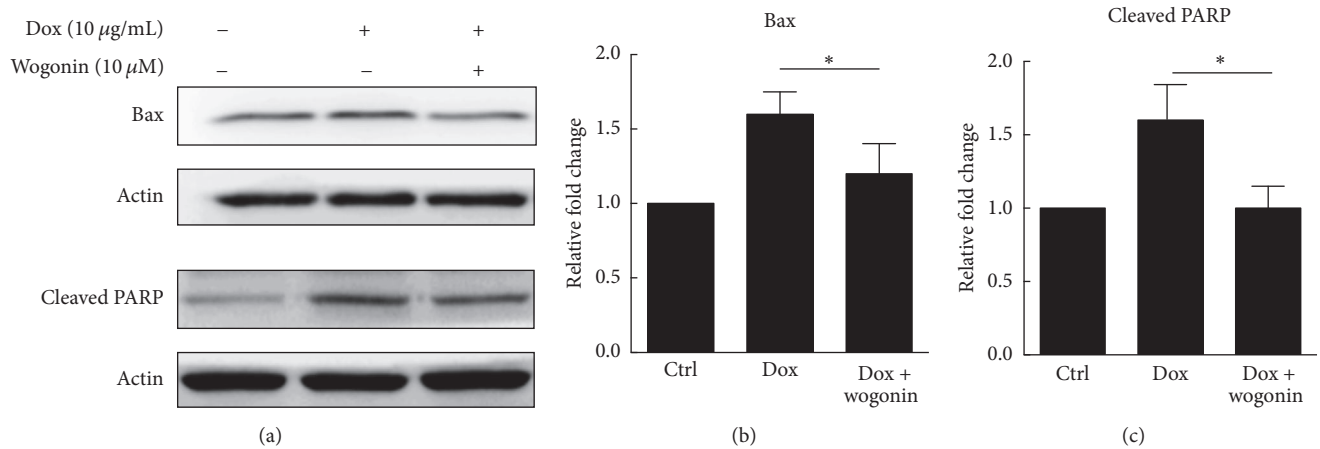 Dox (10 μg/mL) – + +
Wogonin (10 μM) – – +
Bax
Actin
Cleaved PARP
Actin
(a)
Bax
Relative fold change
2.0
1.5
1.0
0.5
0.0
*
Ctrl Dox Dox +
wogonin
(b)
Cleaved PARP
Relative fold change
2.0
1.5
1.0
0.5
0.0
*
Ctrl Dox Dox +
wogonin
(c)